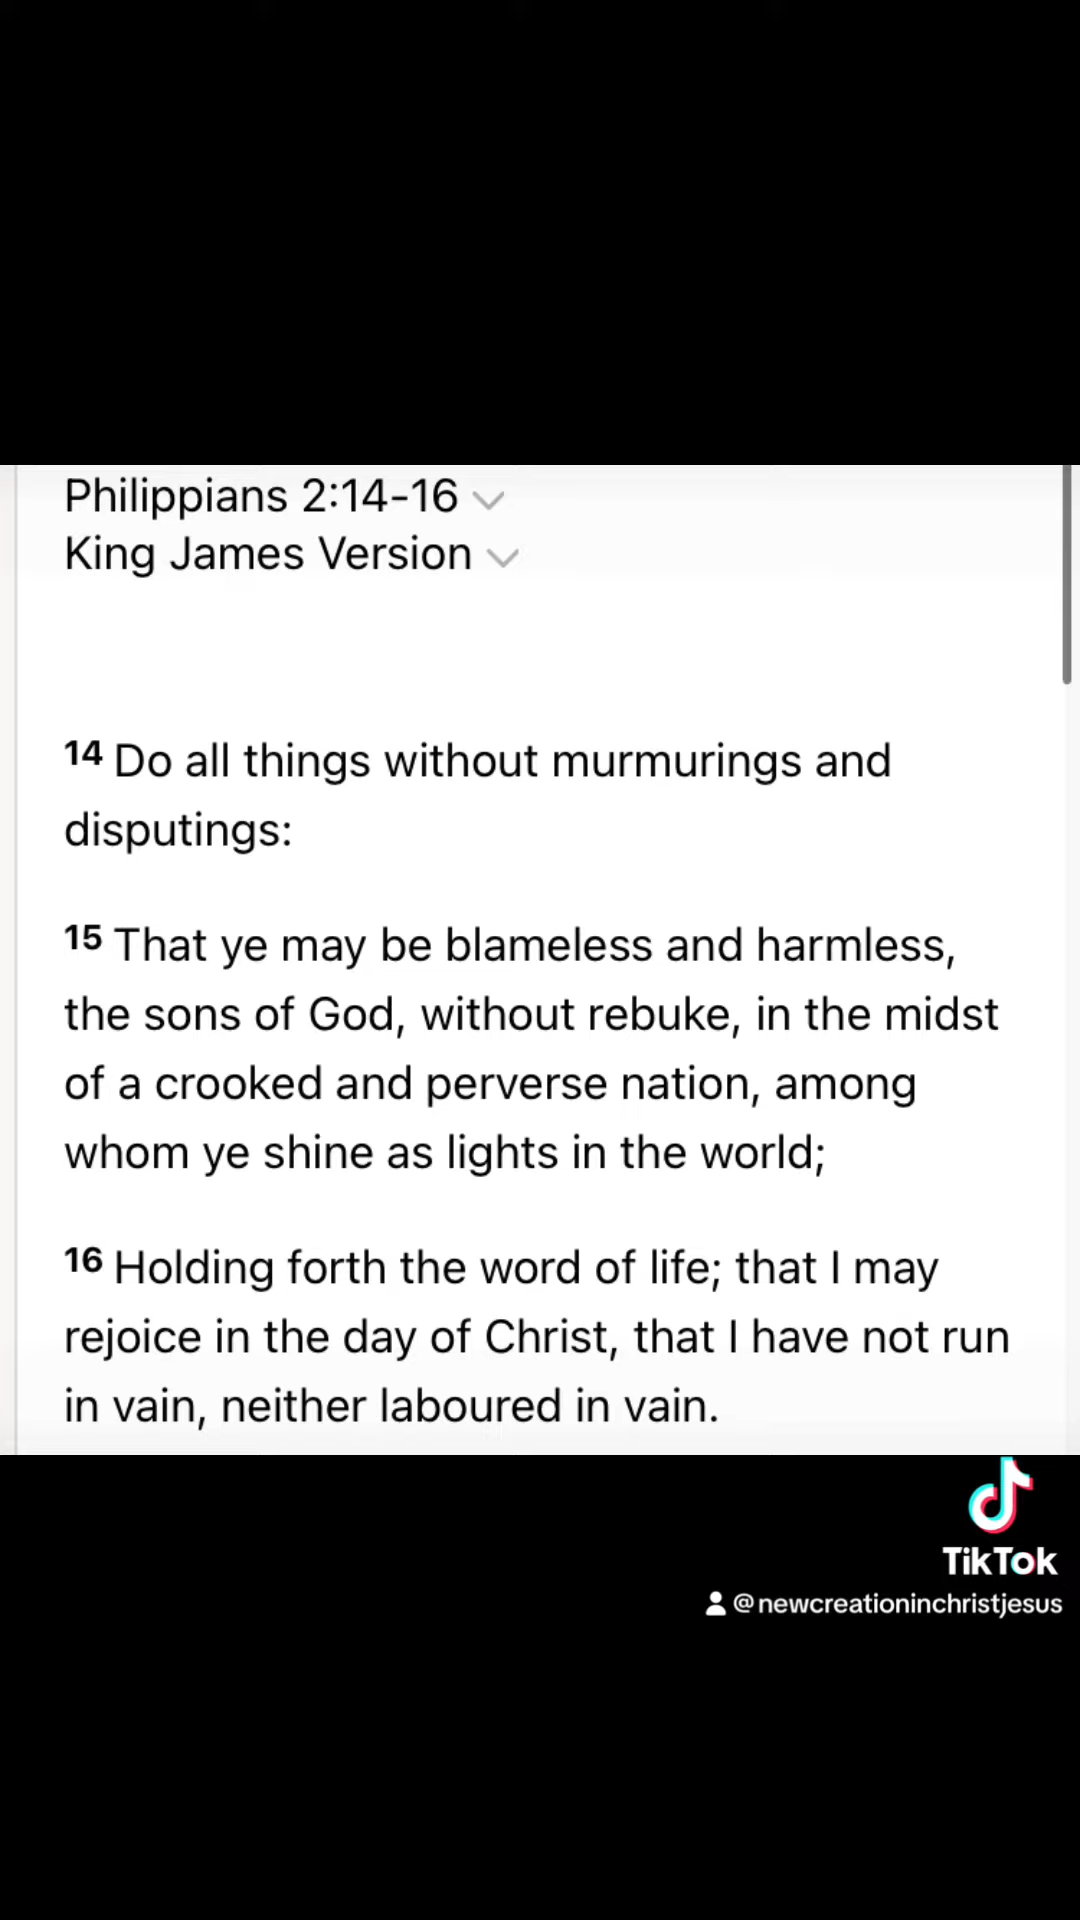 Philippians 2:14-16
King James Version
14 Do all things without murmurings and
disputings:
15 That ye may be blameless and harmless,
the sons of God, without rebuke, in the midst
of a crooked and perverse nation, among
whom ye shine as lights in the world;
16 Holding forth the word of life; that I may
rejoice in the day of Christ, that I have not run
in vain, neither laboured in vain.
TikTok
@newcreationinchristjesus